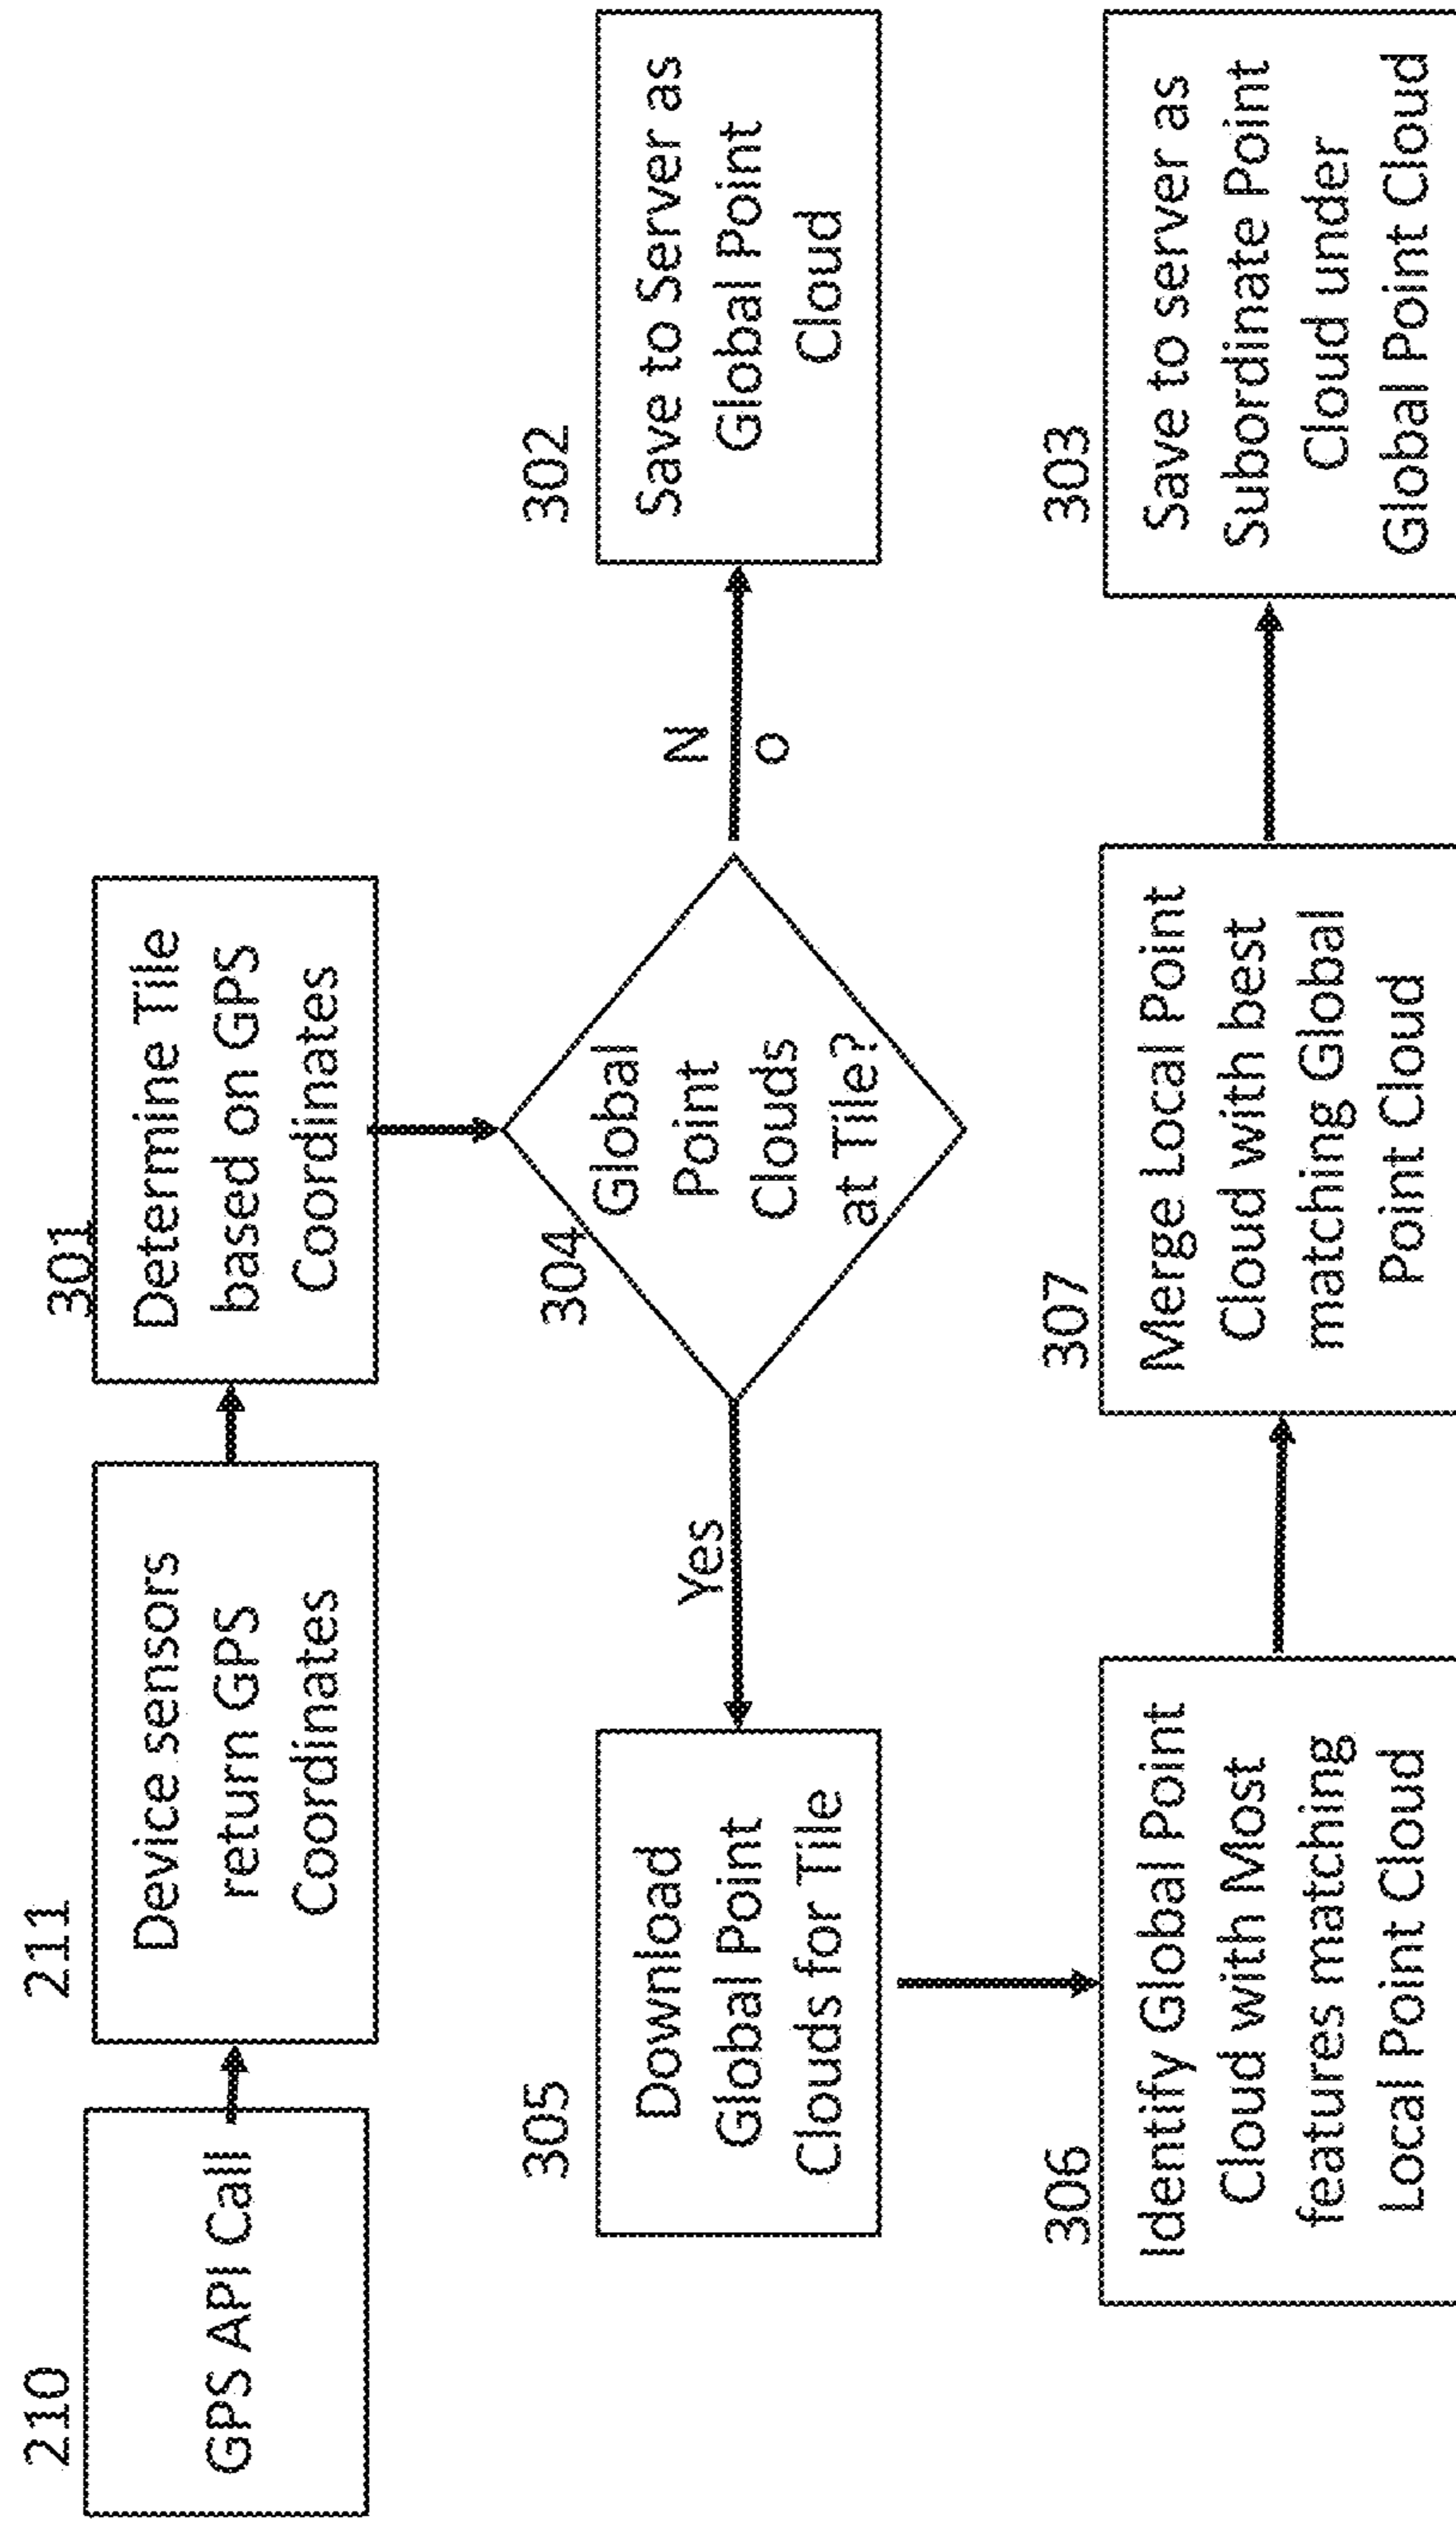 210
GPS API Call
211
Device sensors
return GPS
Coordinates
301
Determine Tile
based on GPS
Coordinates
304
Global
Point
Clouds
at Tile?
Yes
N
o
305
Download
Global Point
Clouds for Tile
302
Save to Server as
Global Point
Cloud
306
Identify Global Point
Cloud with Most
features matching
Local Point Cloud
307
Merge Local Point
Cloud with best
matching Global
Point Cloud
303
Save to server as
Subordinate Point
Cloud under
Global Point Cloud